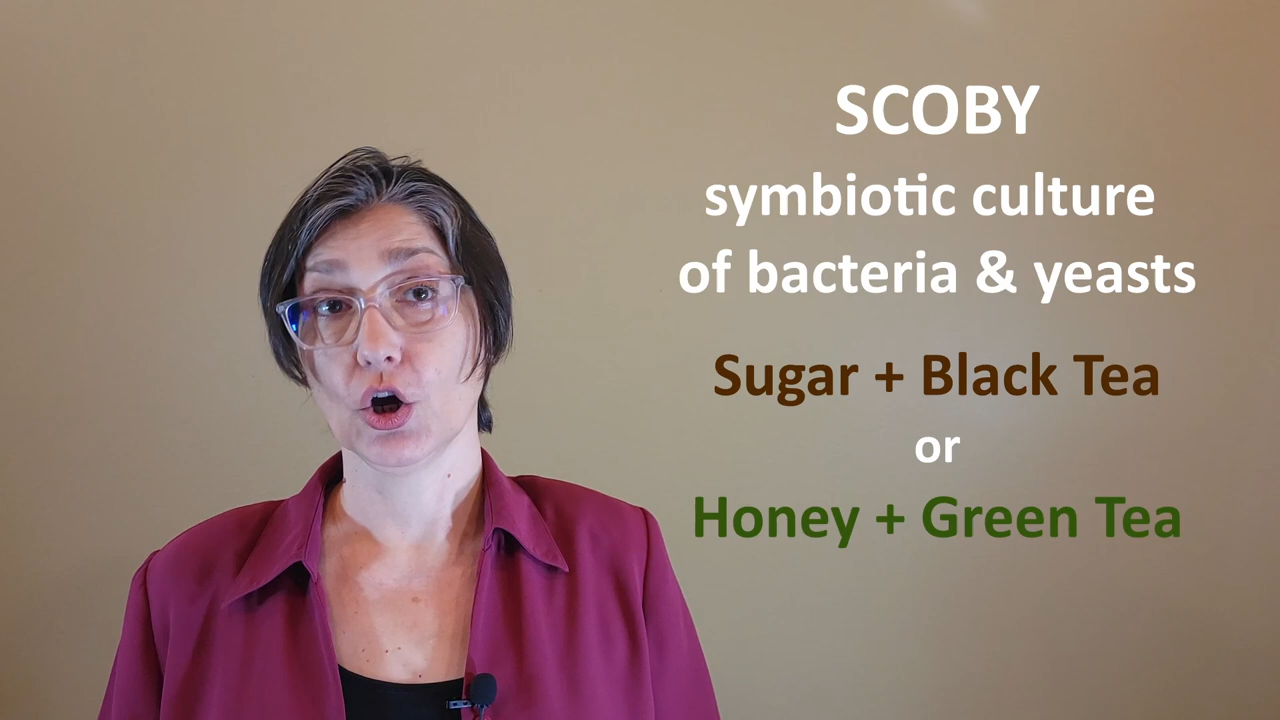 SCOBY
symbiotic culture
of bacteria & yeasts
Sugar + Black Tea
or
Honey + Green Tea